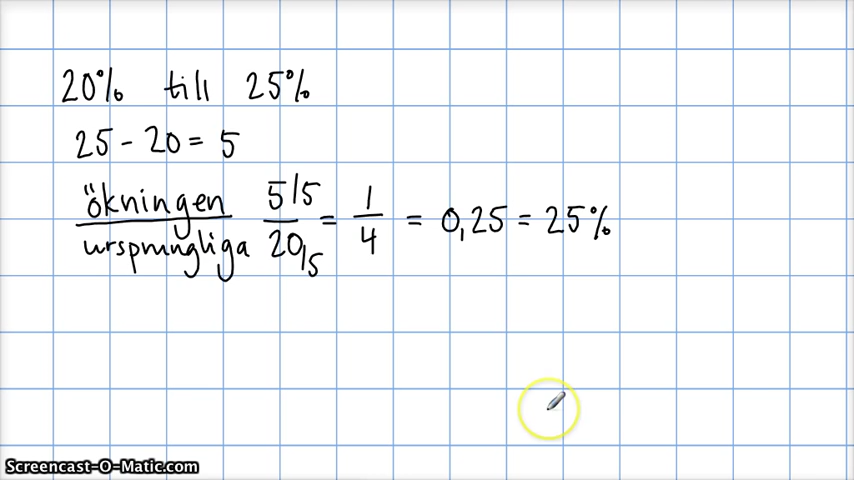 20% till 25%
25 - 20 = 5
ökningen 5/5 1
= = 0,25 = 25%
ursprungliga 20/5 4
Screencast-O-Matic.com